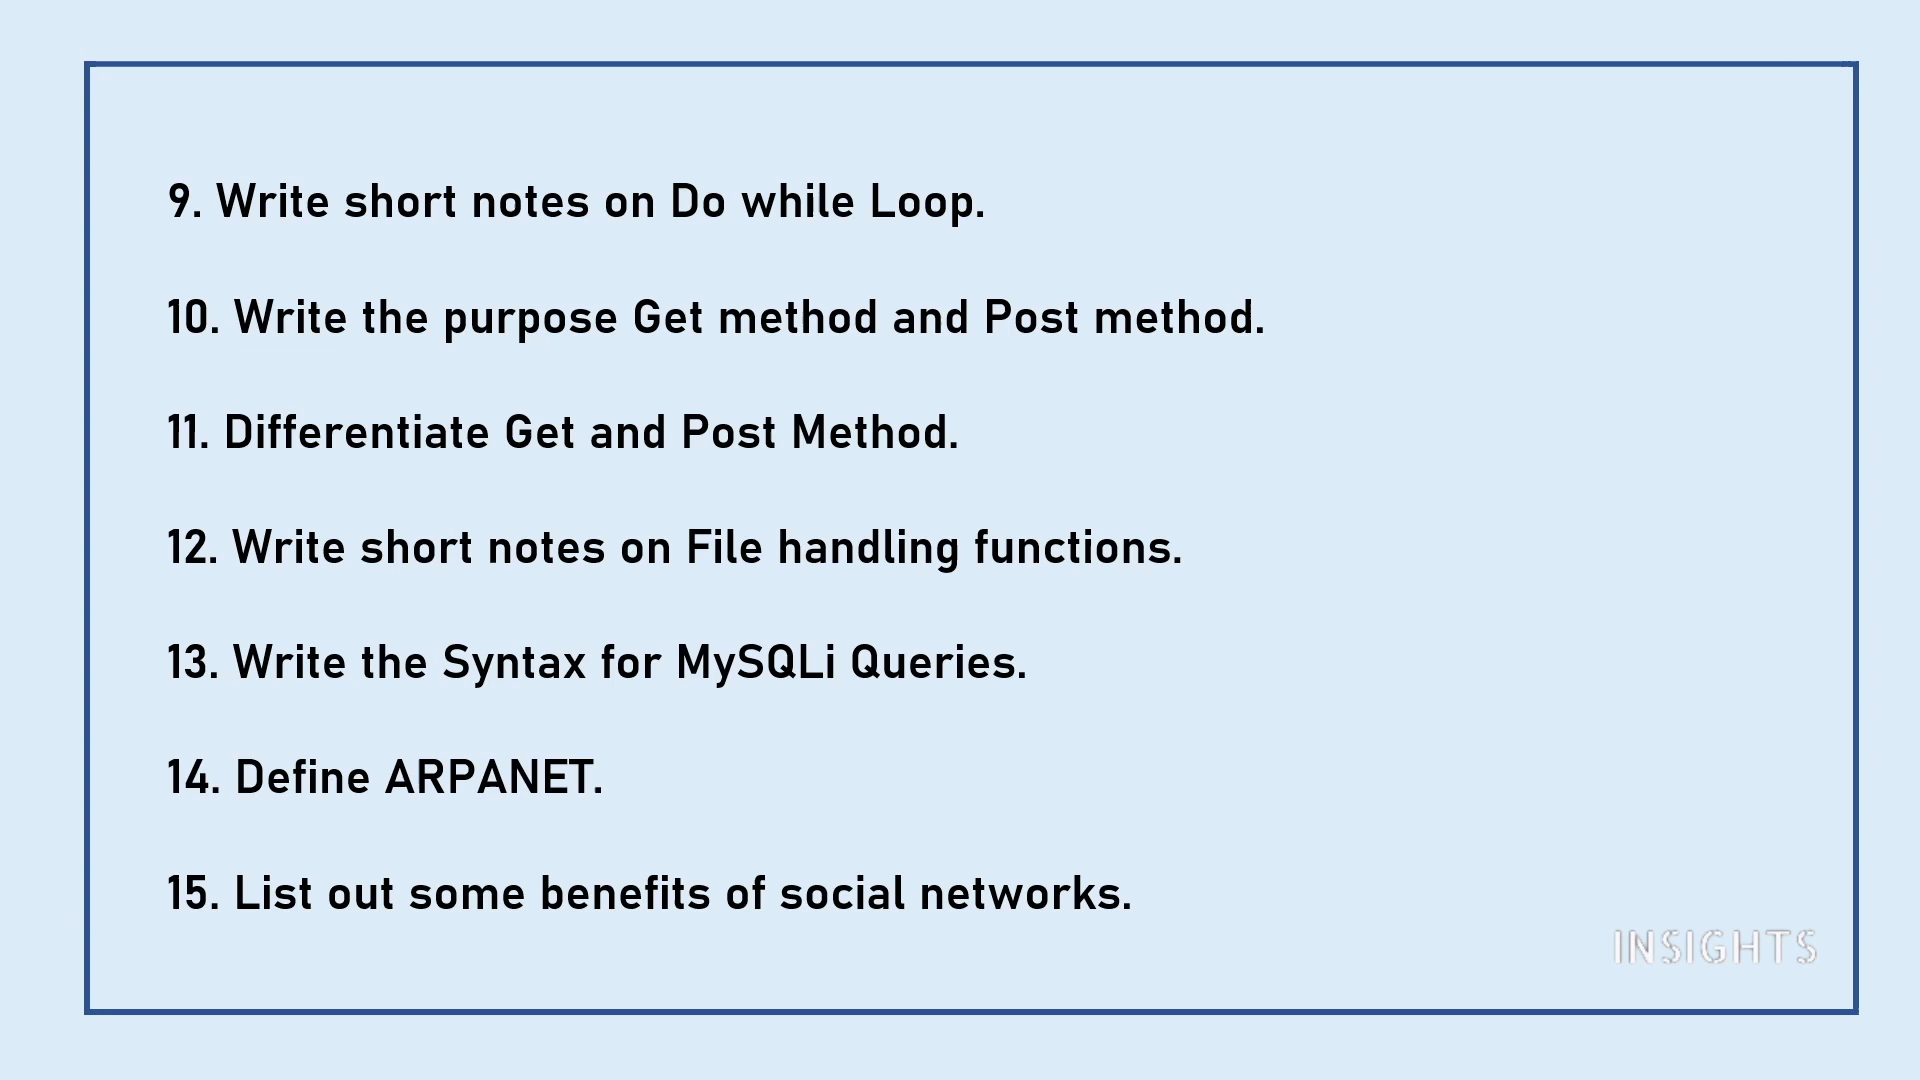 9. Write short notes on Do while Loop.
10. Write the purpose Get method and Post method.
11. Differentiate Get and Post Method.
12. Write short notes on File handling functions.
13. Write the Syntax for MySQLi Queries.
14. Define ARPANET.
15. List out some benefits of social networks.
INSIGHTS